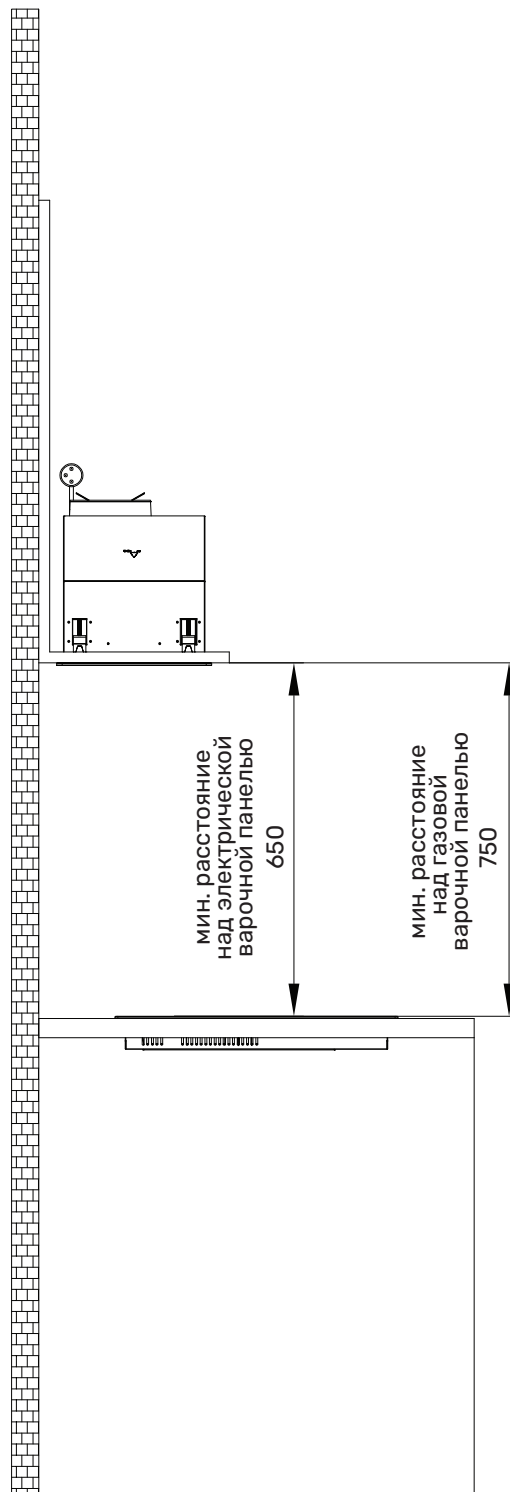 мин. расстояние
над электрической
варочной панелью
650
мин. расстояние
над газовой
варочной панелью
750